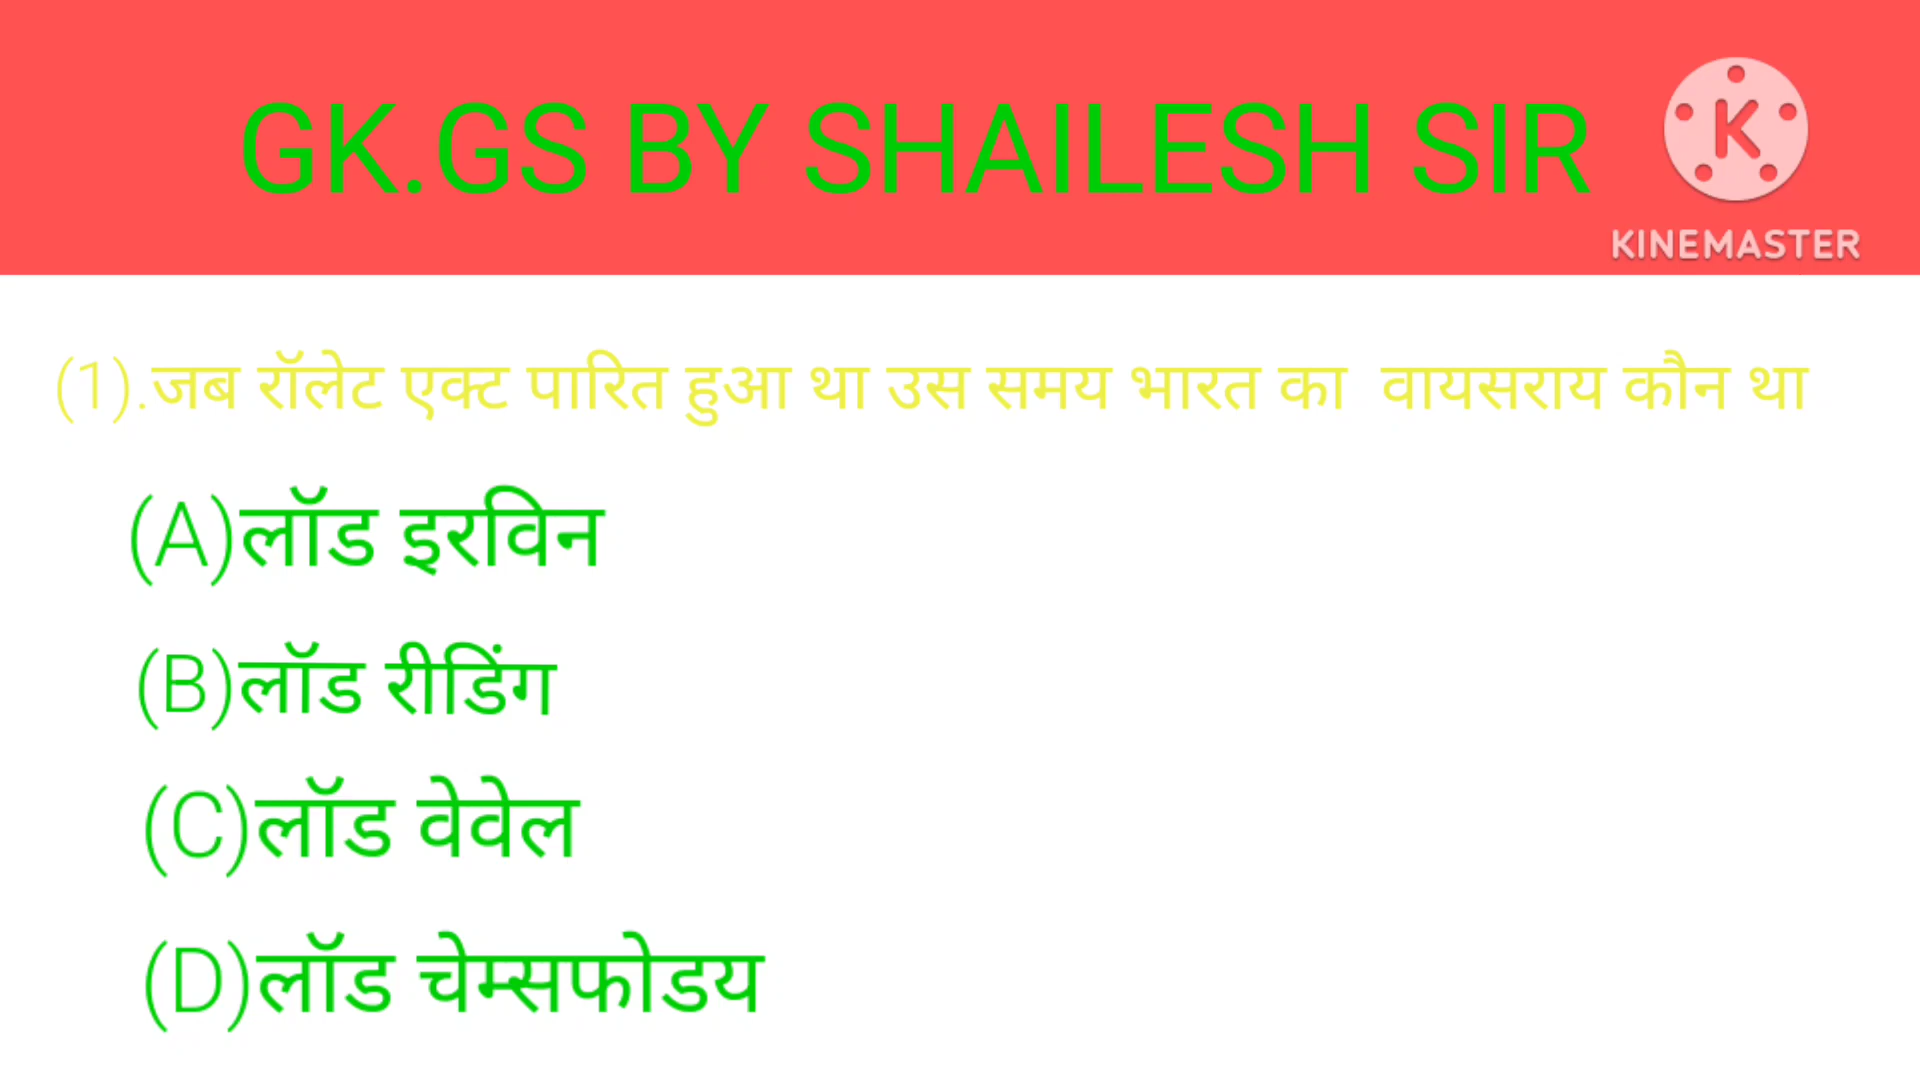 GK.GS BY SHAILESH SIR
K
KINEMASTER
(1).जब रॉलेट एक्ट पारित हुआ था उस समय भारत का  वायसराय कौन था
(A)लॉड इरविन
(B)लॉड रीडिंग
(C)लॉड वेवेल
(D)लॉड चेम्सफोडय